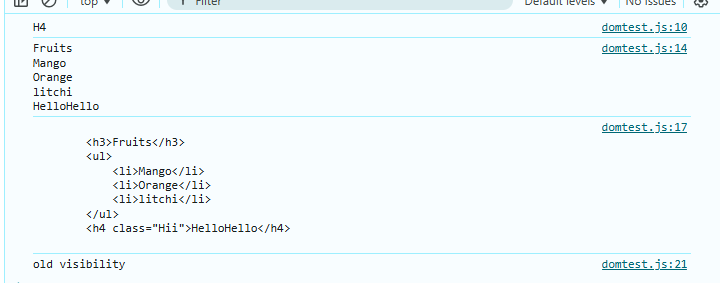 top ▾ Filter Default levels ▾ No Issues
H4 domtest.js:10
Fruits domtest.js:14
Mango
Orange
litchi
HelloHello
domtest.js:17
<h3>Fruits</h3>
<ul>
<li>Mango</li>
<li>Orange</li>
<li>litchi</li>
</ul>
<h4 class="Hii">HelloHello</h4>
old visibility domtest.js:21